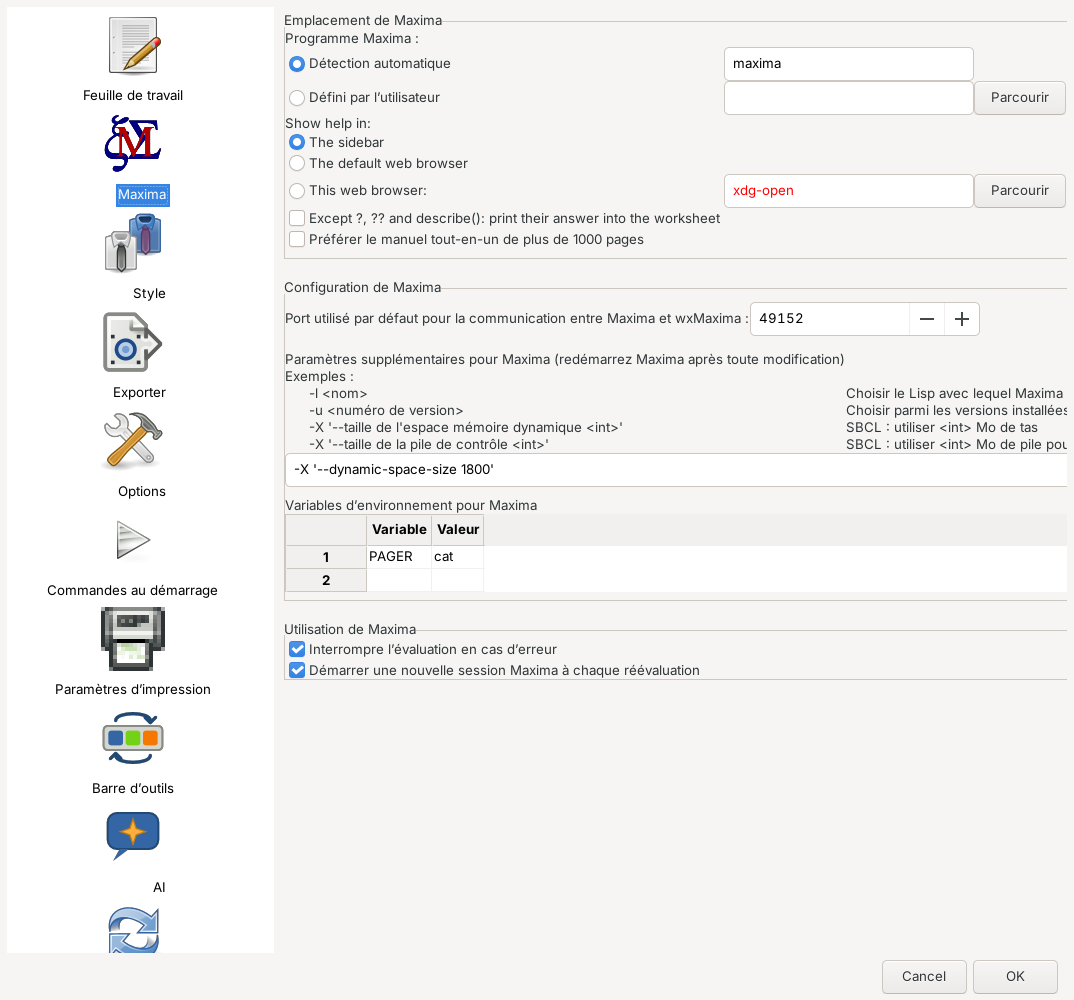 Feuille de travail
Maxima
Style
Exporter
Options
Commandes au démarrage
Paramètres d’impression
Barre d’outils
AI
Emplacement de Maxima
Programme Maxima :
Détection automatique
maxima
Défini par l’utilisateur
Parcourir
Show help in:
The sidebar
The default web browser
This web browser:
xdg-open
Parcourir
Except ?, ?? and describe(): print their answer into the worksheet
Préférer le manuel tout-en-un de plus de 1000 pages
Configuration de Maxima
Port utilisé par défaut pour la communication entre Maxima et wxMaxima :
49152
Paramètres supplémentaires pour Maxima (redémarrez Maxima après toute modification)
Exemples :
-l <nom>
Choisir le Lisp avec lequel Maxima
-u <numéro de version>
Choisir parmi les versions installées
-X '--taille de l'espace mémoire dynamique <int>'
SBCL : utiliser <int> Mo de tas
-X '--taille de la pile de contrôle <int>'
SBCL : utiliser <int> Mo de pile pou
-X '--dynamic-space-size 1800'
Variables d’environnement pour Maxima
Variable Valeur
1 PAGER cat
2
Utilisation de Maxima
Interrompre l’évaluation en cas d’erreur
Démarrer une nouvelle session Maxima à chaque réévaluation
Cancel
OK